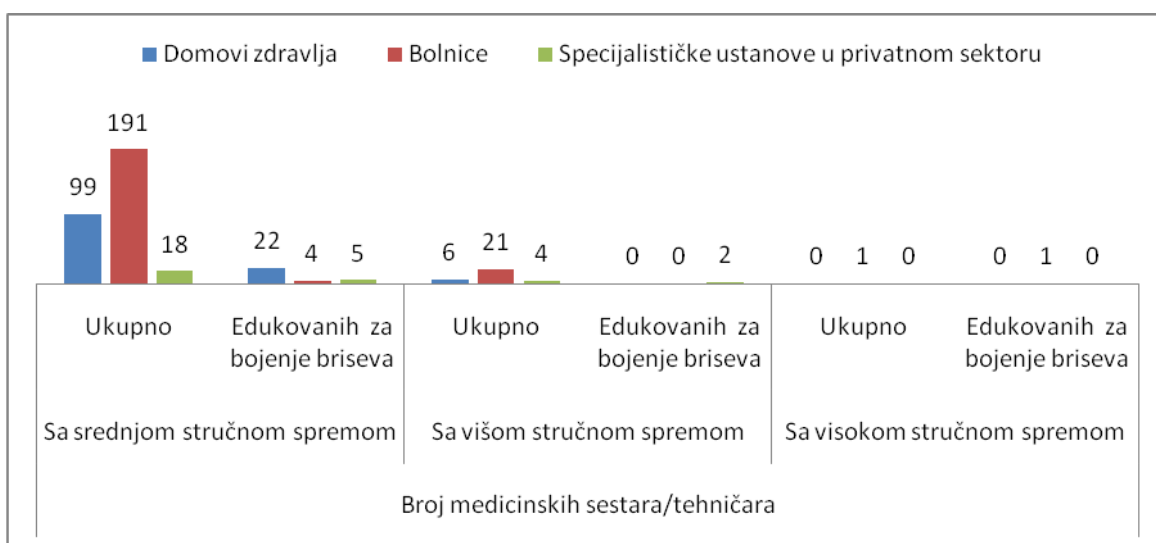 Domovi zdravlja Bolnice Specijalističke ustanove u privatnom sektoru
99 191 18 22 4 5 6 21 4 0 0 2 0 1 0 0 1 0
Ukupno Edukovanih za Ukupno Edukovanih za Ukupno Edukovanih za
bojenje briseva bojenje briseva bojenje briseva
Sa srednjom stručnom spremom Sa višom stručnom spremom Sa visokom stručnom spremom
Broj medicinskih sestara/tehničara